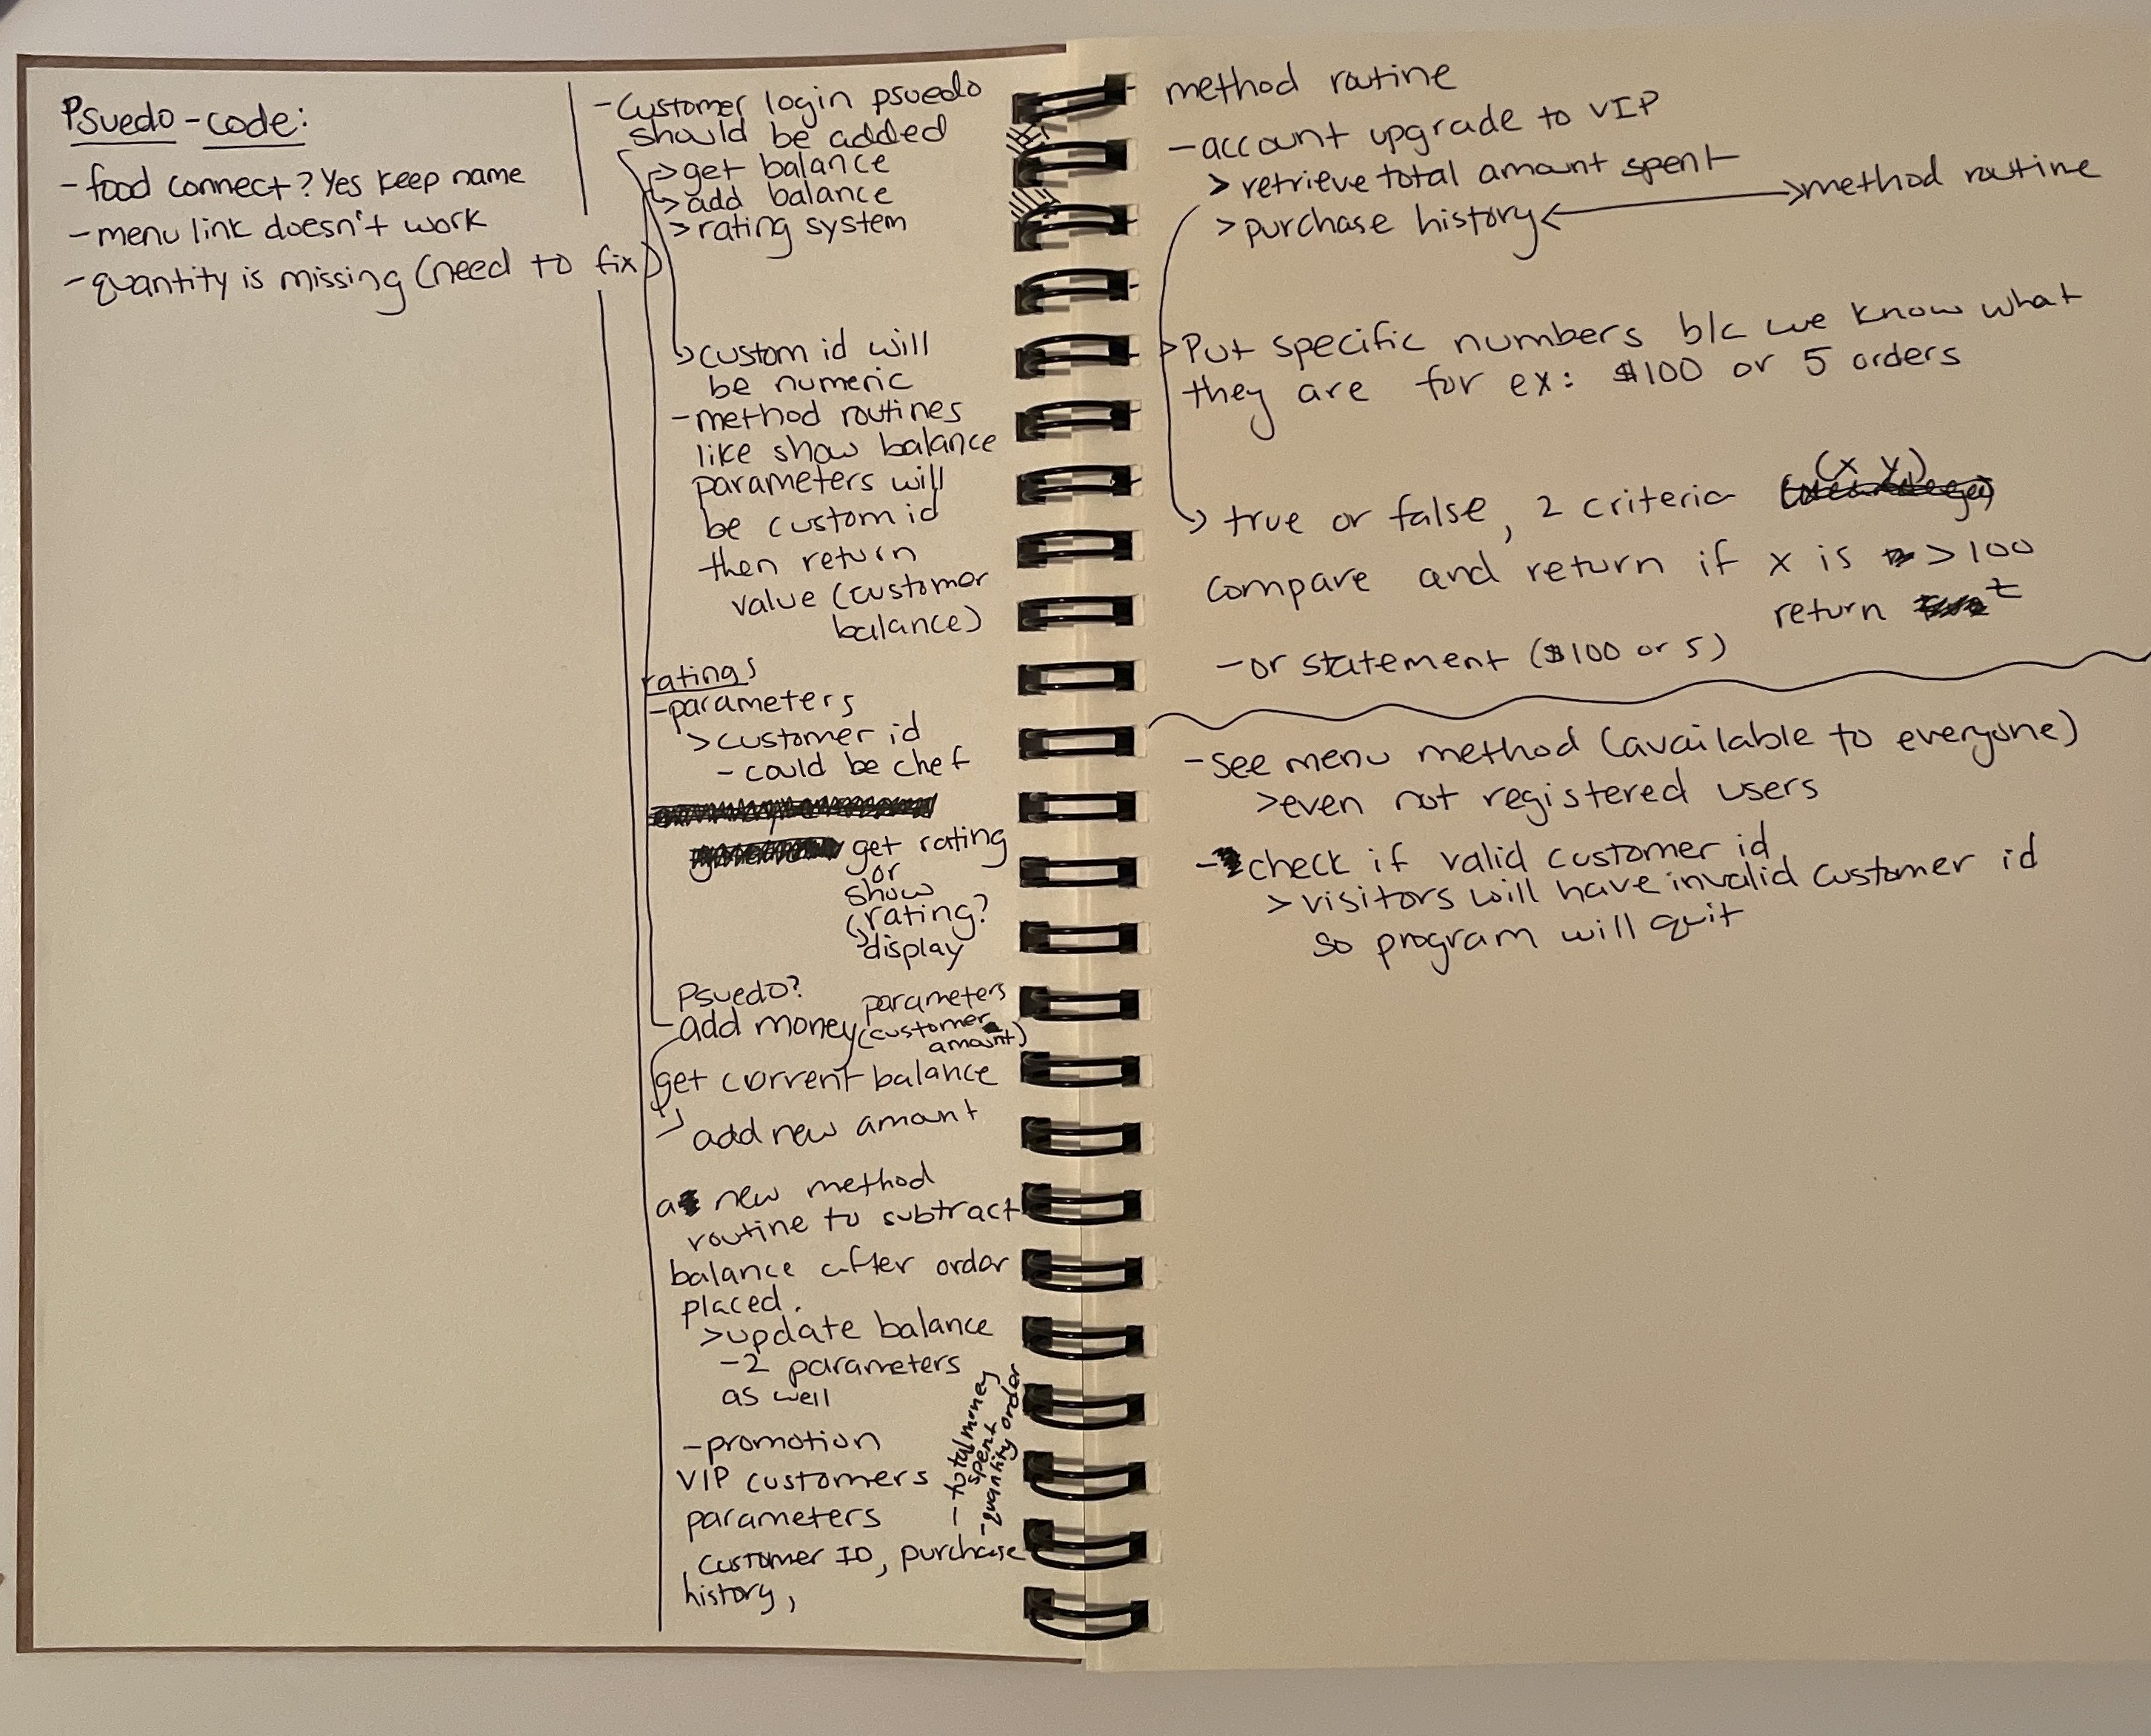 Psuedo-code:
- food connect? Yes keep name
- menu link doesn't work
- quantity is missing (need to fix)
- Customer login psuedo
should be added
> get balance
> add balance
> rating system
custom id will
be numeric
- method routines
like show balance
parameters will
be custom id
then return
value (customer
balance)
ratings
- parameters
> customer id
- could be chef
get rating
or
show
rating?
display
Psuedo?
parameters
add money (customer
amount)
get current balance
add new amount
a new method
routine to subtract
balance after order
placed.
> update balance
- 2 parameters
as well
- promotion
VIP customers
parameters
- total money
spent
- quantity order
, customer ID, purchase
history,
method routine
- account upgrade to VIP
> retrieve total amount spent
> purchase history
method routine
> Put specific numbers b/c we know what
they are for ex: $100 or 5 orders
(x y)
true or false, 2 criteria
compare and return if x is > 100
return t
- or statement ($100 or 5)
- See menu method (available to everyone)
> even not registered users
- check if valid customer id
> visitors will have invalid customer id
so program will quit